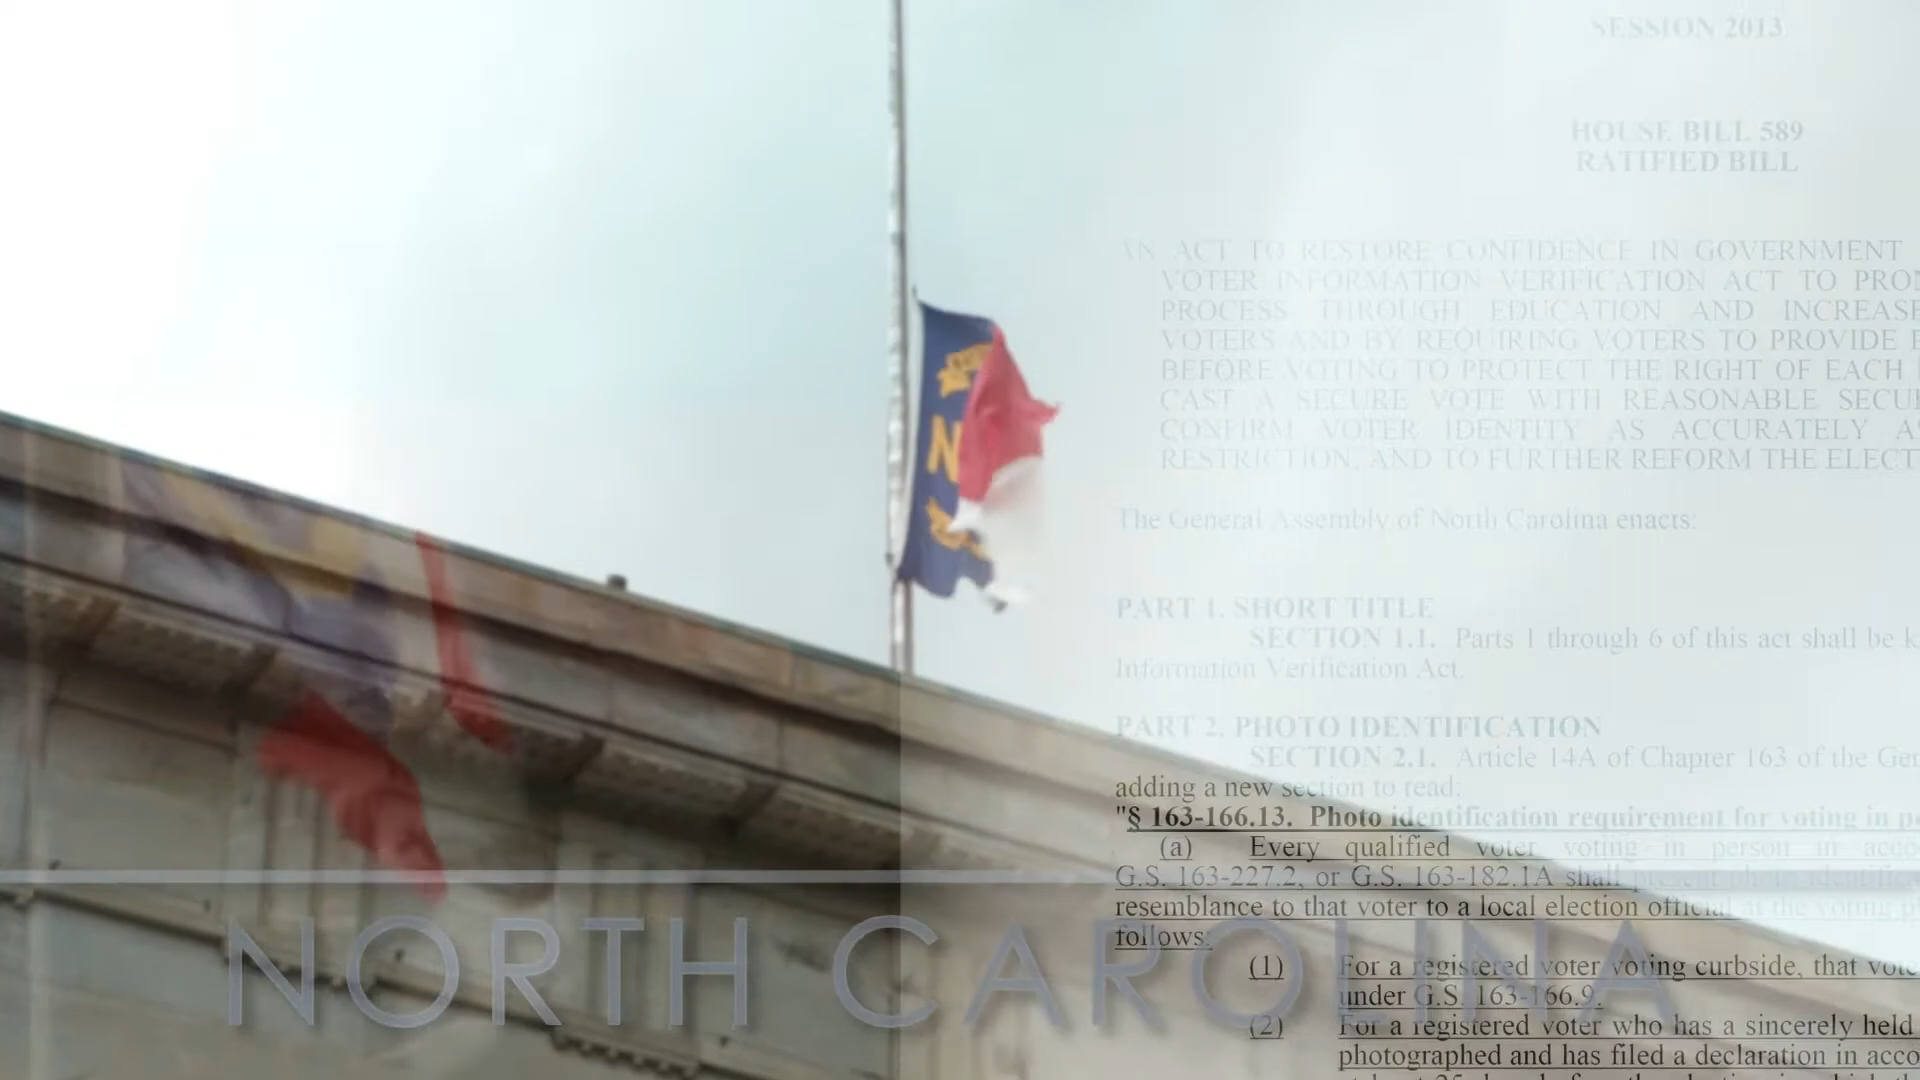 SESSION 2013
HOUSE BILL 589
RATIFIED BILL
AN ACT TO RESTORE CONFIDENCE IN GOVERNMENT
VOTER INFORMATION VERIFICATION ACT TO
PROCESS THROUGH EDUCATION AND
VOTERS AND BY REQUIRING VOTERS TO PROVIDE
BEFORE VOTING TO PROTECT THE RIGHT OF EACH
CAST A SECURE VOTE WITH REASONABLE
CONFIRM VOTER IDENTITY AS ACCURATELY
RESTRICTION, AND TO FURTHER REFORM THE
The General Assembly of North Carolina enacts:
PART 1. SHORT TITLE
SECTION 1.1. Parts 1 through 6 of this act shall be
Information Verification Act.
PART 2. PHOTO IDENTIFICATION
SECTION 2.1. Article 14A of Chapter 163 of the
adding a new section to read:
"§ 163-166.13. Photo identification requirement for voting in
(a) Every qualified voter voting in person in
G.S. 163-227.2, or G.S. 163-182.1A shall present photo
resemblance to that voter to a local election official at the voting
follows:
(1) For a registered voter voting curbside, that
under G.S. 163-166.9.
(2) For a registered voter who has a sincerely held
photographed and has filed a declaration in
N
NORTH CAROLINA